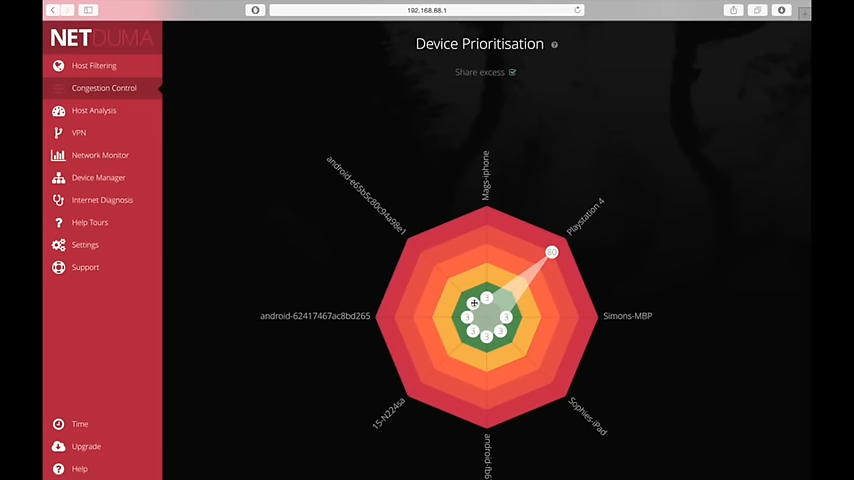 192.168.88.1
NETDUMA
Host Filtering
Congestion Control
Host Analysis
VPN
Network Monitor
Device Manager
Internet Diagnosis
Help Tours
Settings
Support
Time
Upgrade
Help
Device Prioritisation
Share excess
Mags-iphone
Playstation 4
Simons-MBP
Sophies-iPad
android-fb6
15-N224sa
android-62417467ac8bd265
android-e65b5c80c94a98e1
80
3
3
3
3
3
3